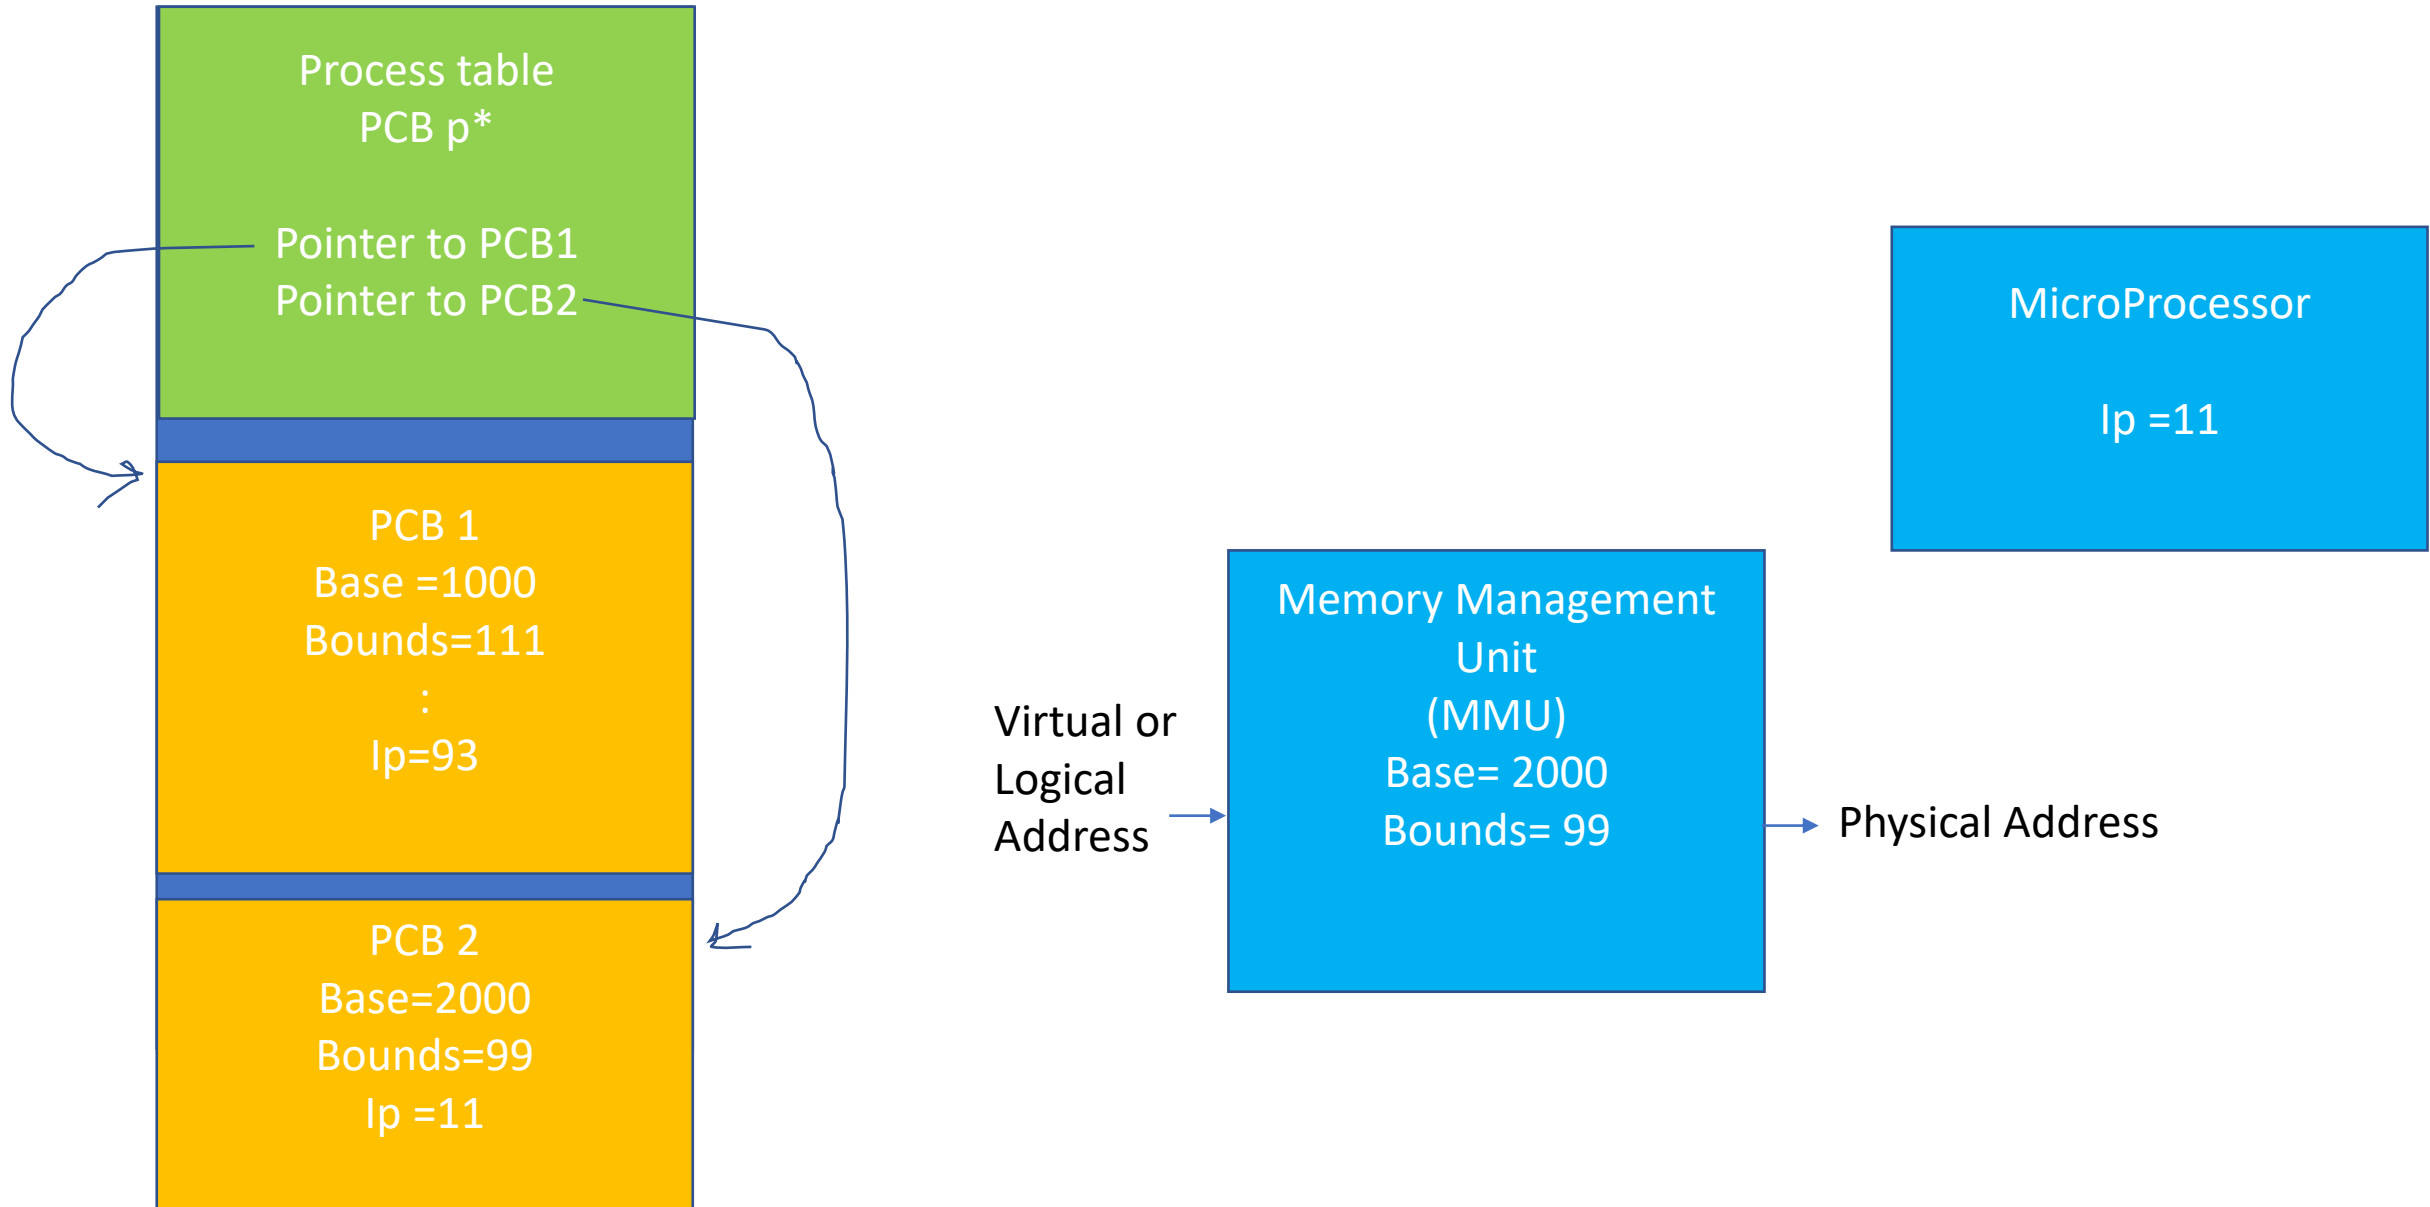 Process table
PCB p*
Pointer to PCB1
Pointer to PCB2
PCB 1
Base =1000
Bounds=111
:
Ip=93
PCB 2
Base=2000
Bounds=99
Ip =11
Virtual or
Logical
Address
Memory Management
Unit
(MMU)
Base= 2000
Bounds= 99
Physical Address
MicroProcessor
Ip =11